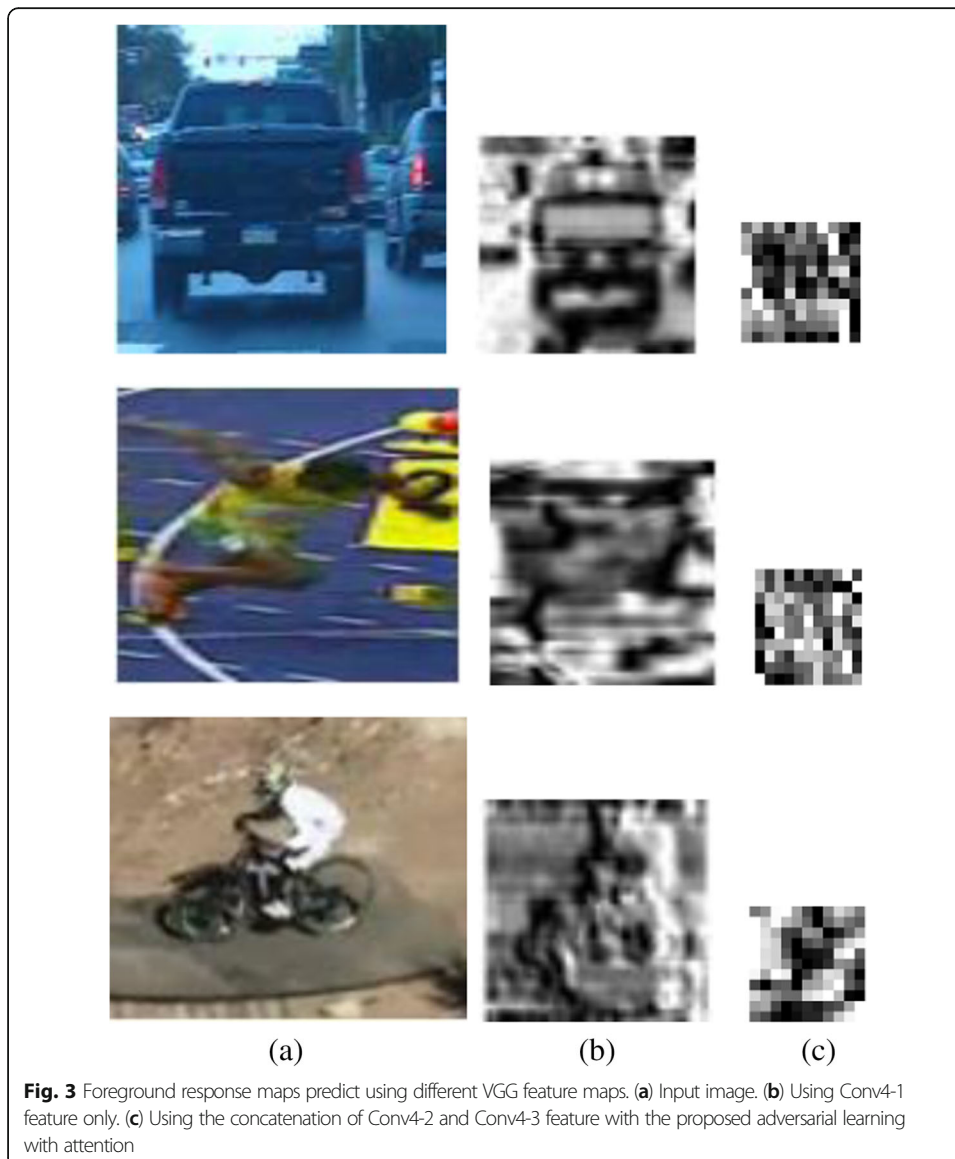 2
(a) (b) (c)
Fig. 3 Foreground response maps predict using different VGG feature maps. (a) Input image. (b) Using Conv4-1
feature only. (c) Using the concatenation of Conv4-2 and Conv4-3 feature with the proposed adversarial learning
with attention